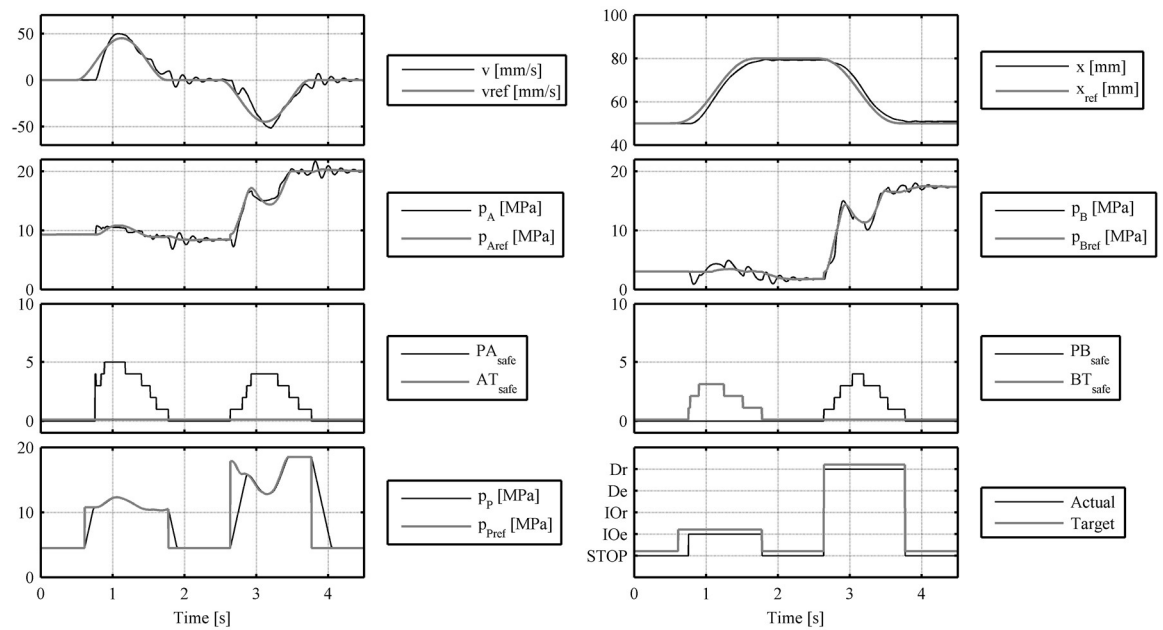 50
0
-50
v [mm/s]
vref [mm/s]
100
80
60
40
x [mm]
x_ref [mm]
20
10
0
p_A [MPa]
p_Aref [MPa]
20
15
10
5
0
p_B [MPa]
p_Bref [MPa]
10
5
0
PA_safe
AT_safe
10
5
0
PB_safe
BT_safe
20
10
0
p_P [MPa]
p_Pref [MPa]
0 1 2 3 4
Time [s]
Dr
De
IOr
IOe
STOP
Actual
Target
0 1 2 3 4
Time [s]